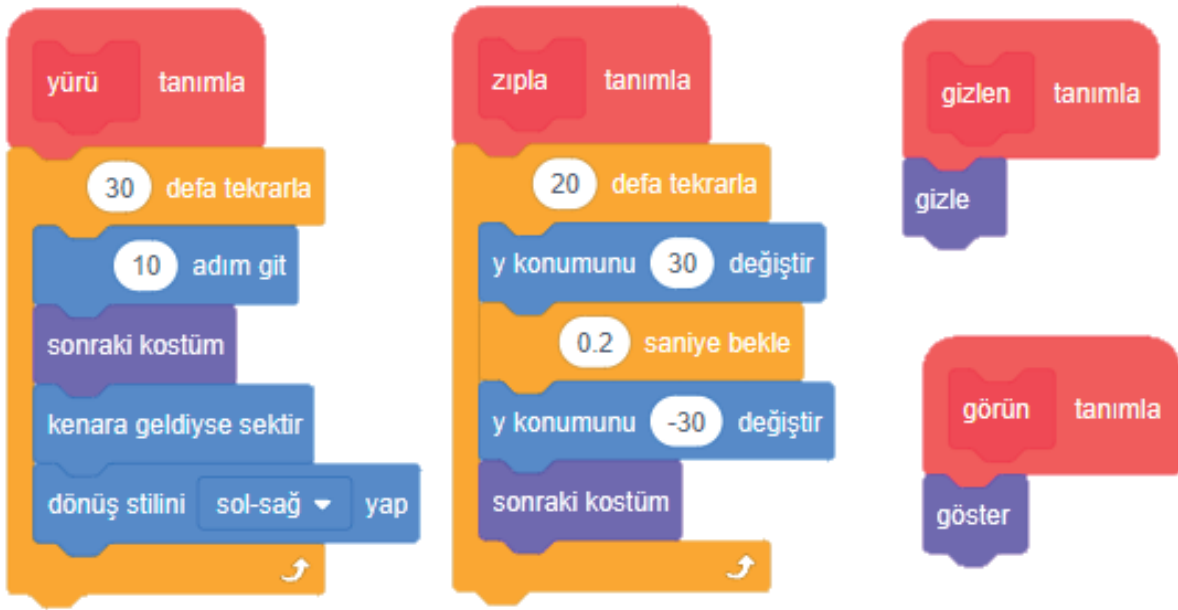 yürü tanımla
30 defa tekrarla
10 adım git
sonraki kostüm
kenara geldiyse sektir
dönüş stilini sol-sağ yap
zıpla tanımla
20 defa tekrarla
y konumunu 30 değiştir
0.2 saniye bekle
y konumunu -30 değiştir
sonraki kostüm
gizlen tanımla
gizle
görün tanımla
göster